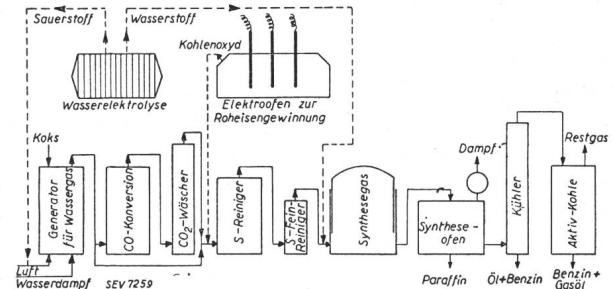 Sauerstoff
Wasserstoff
Kohlenoxyd
Wasserelektrolyse
Elektroofen zur
Roheisengewinnung
Koks
Generator
für Wassergas
CO-Konversion
CO2-Wäscher
S-Reiniger
S-Fein-
Reiniger
Synthesegas
Dampf
Synthese-
ofen
Kühler
Restgas
Aktiv-Kohle
Luft
Wasserdampf
SEV 7259
Paraffin
Öl+Benzin
Benzin+
Gasöl